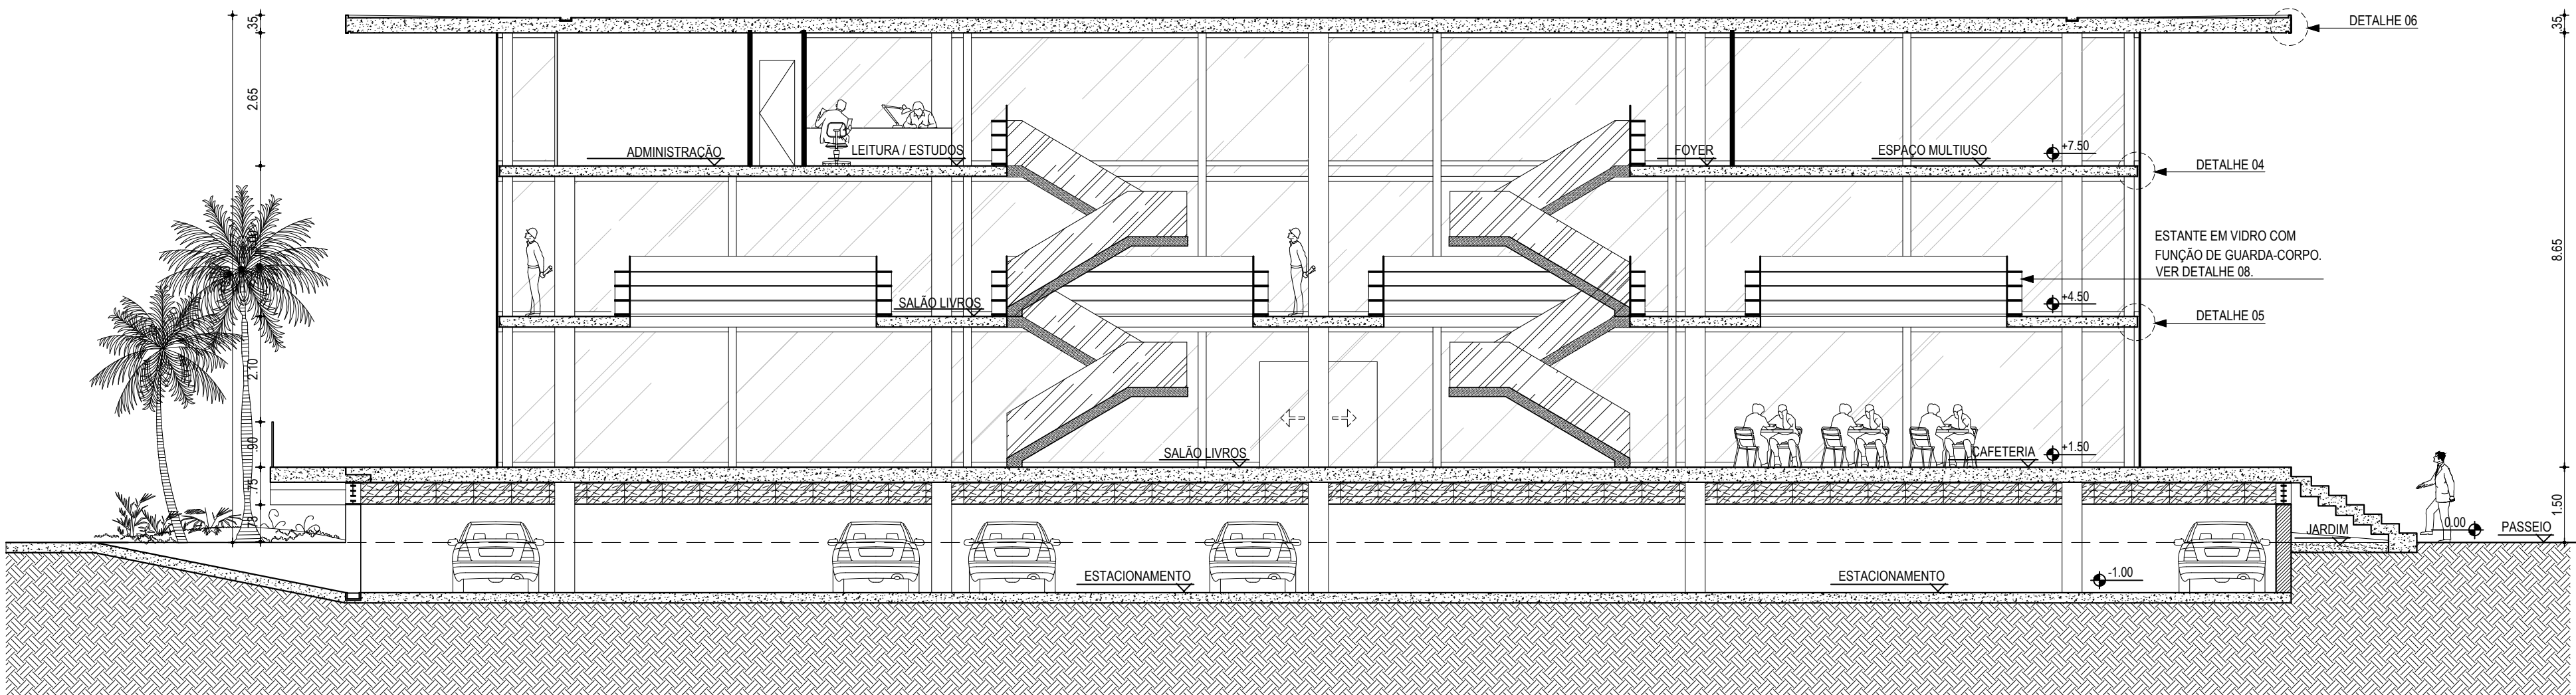 .35
.35
DETALHE 06
2.65
ADMINISTRAÇÃO
LEITURA / ESTUDOS
FOYER
ESPAÇO MULTIUSO
+7.50
DETALHE 04
ESTANTE EM VIDRO COM
FUNÇÃO DE GUARDA-CORPO.
VER DETALHE 08.
8.65
SALÃO LIVROS
+4.50
DETALHE 05
2.10
.90
SALÃO LIVROS
CAFETERIA
+1.50
.75
1.50
JARDIM
0.00
PASSEIO
ESTACIONAMENTO
ESTACIONAMENTO
-1.00